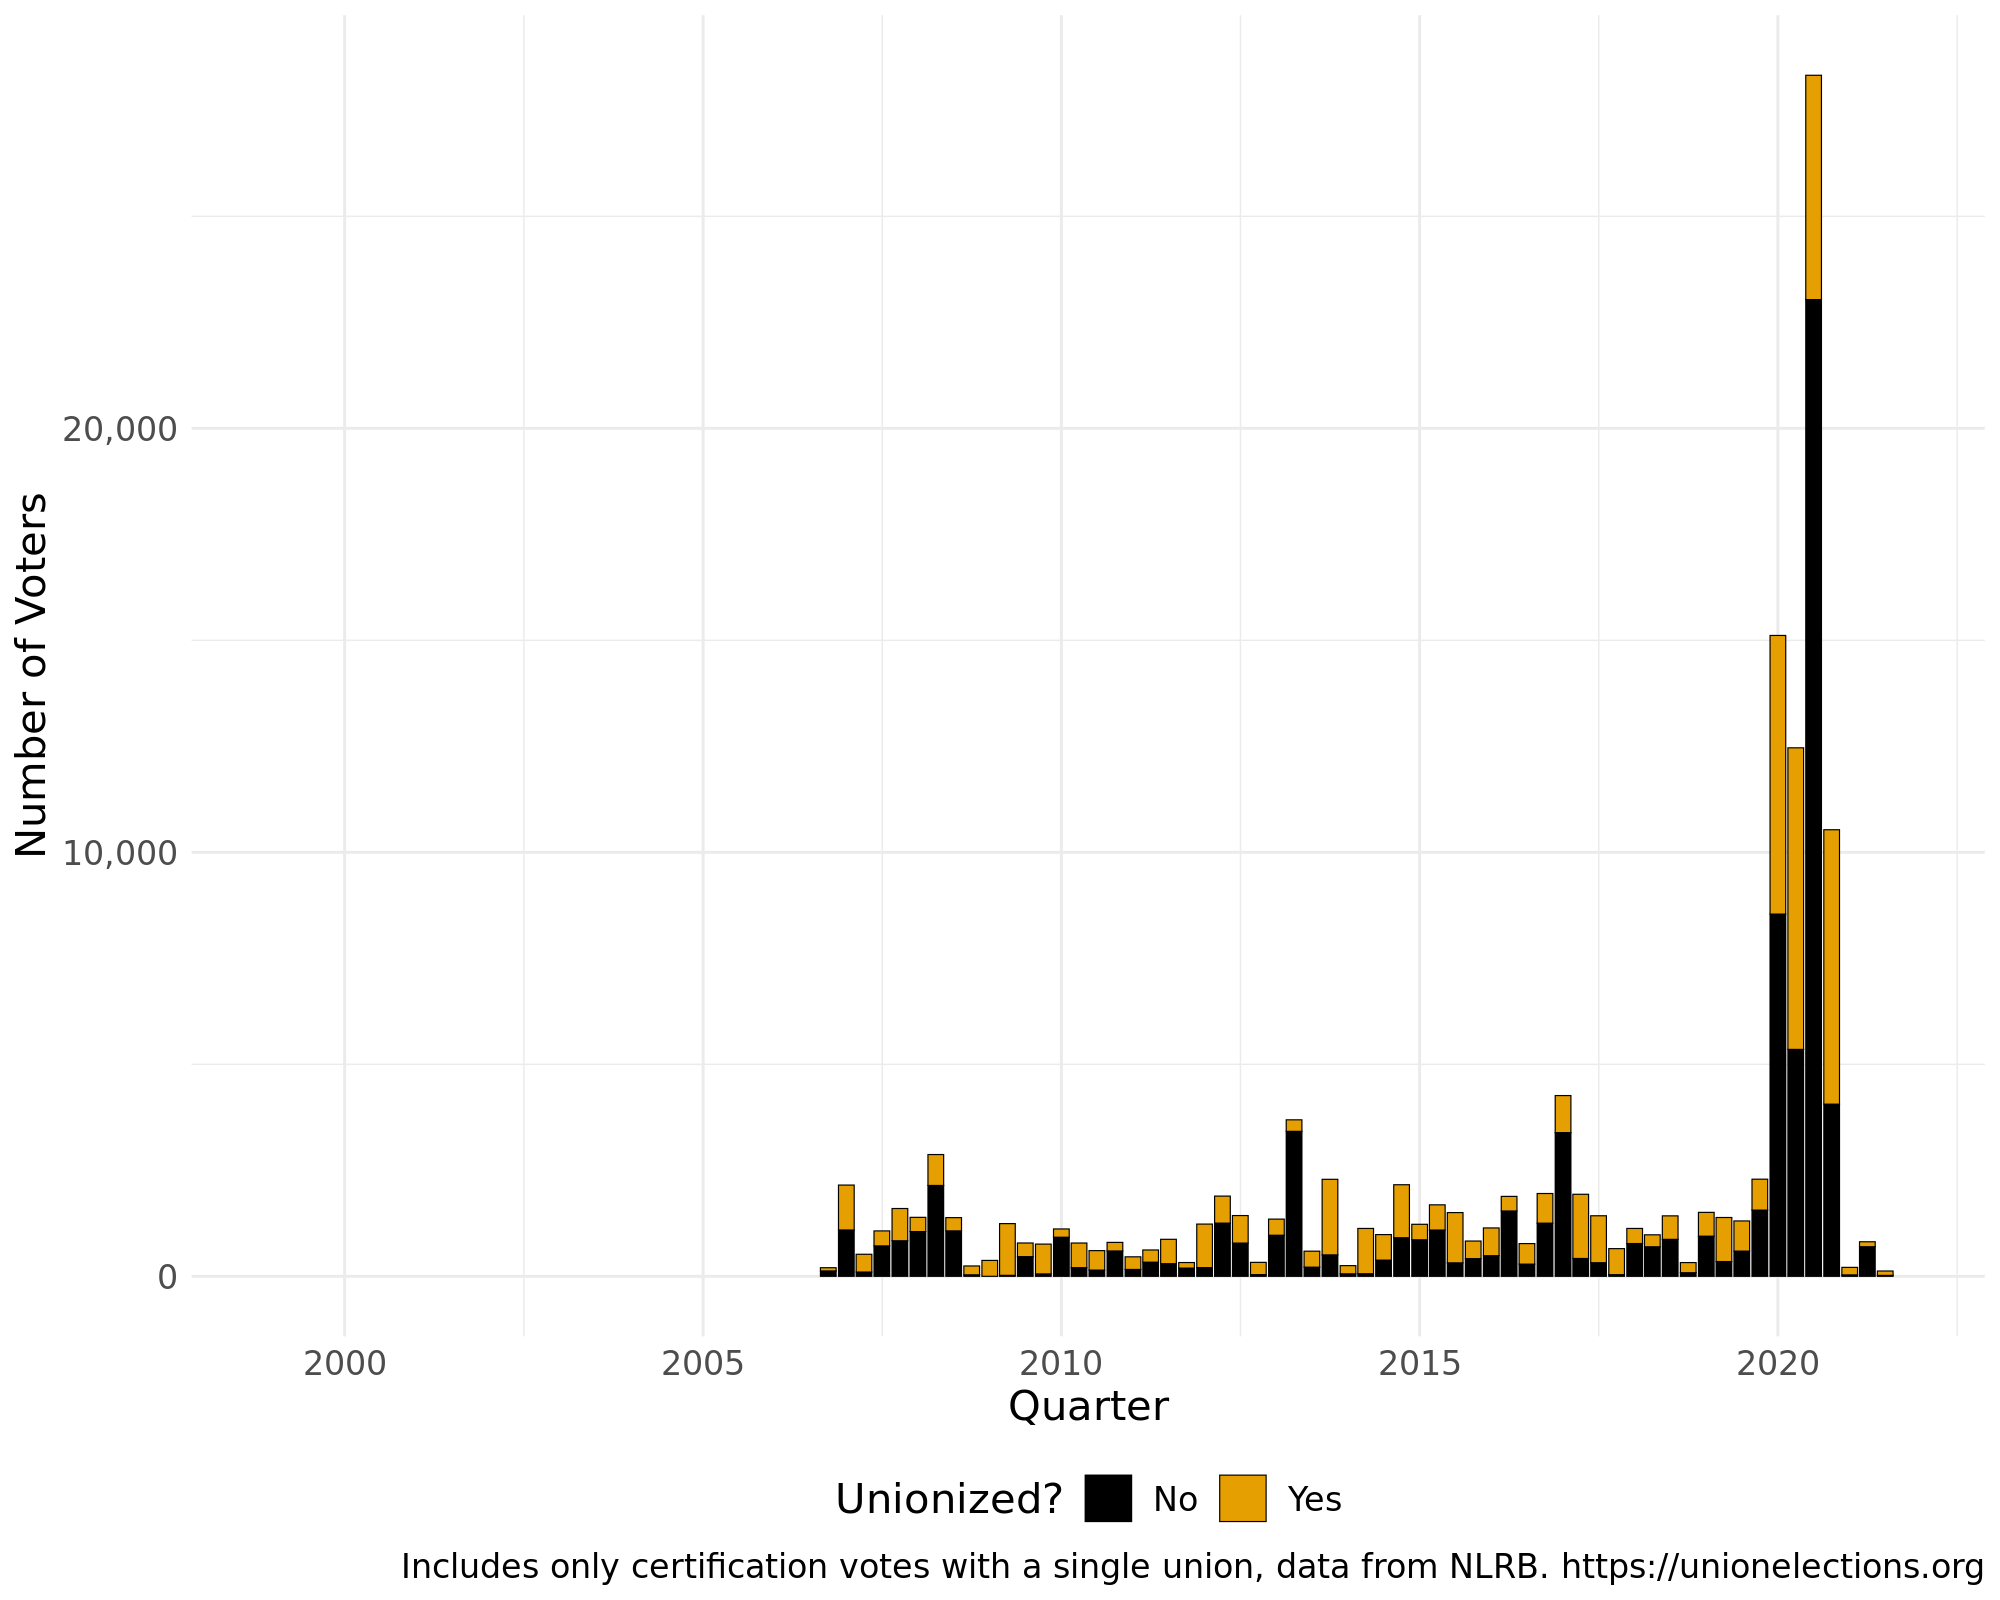 Number of Voters
20,000
10,000
0
2000 2005 2010 2015 2020
Quarter
Unionized? No Yes
Includes only certification votes with a single union, data from NLRB. https://unionelections.org